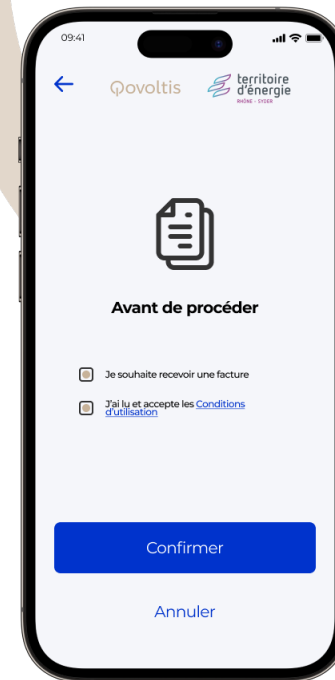 09:41
Qovoltis
territoire
d'énergie
RHÔNE - SYDER
Avant de procéder
Je souhaite recevoir une facture
J'ai lu et accepte les Conditions
d'utilisation
Confirmer
Annuler